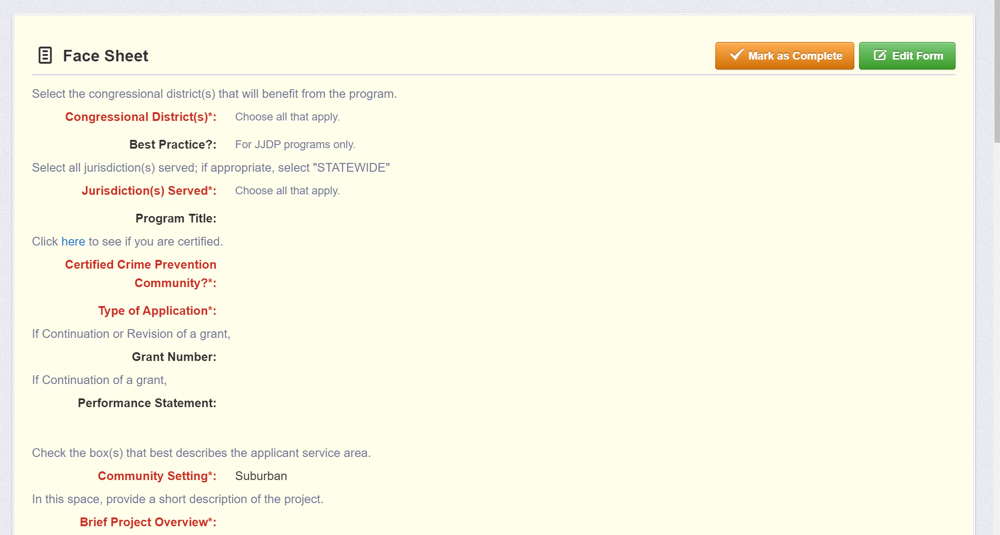 Face Sheet
Mark as Complete
Edit Form
Select the congressional district(s) that will benefit from the program.
Congressional District(s)*: Choose all that apply.
Best Practice?: For JJDP programs only.
Select all jurisdiction(s) served; if appropriate, select "STATEWIDE"
Jurisdiction(s) Served*: Choose all that apply.
Program Title:
Click here to see if you are certified.
Certified Crime Prevention
Community?*:
Type of Application*:
If Continuation or Revision of a grant,
Grant Number:
If Continuation of a grant,
Performance Statement:
Check the box(s) that best describes the applicant service area.
Community Setting*: Suburban
In this space, provide a short description of the project.
Brief Project Overview*: